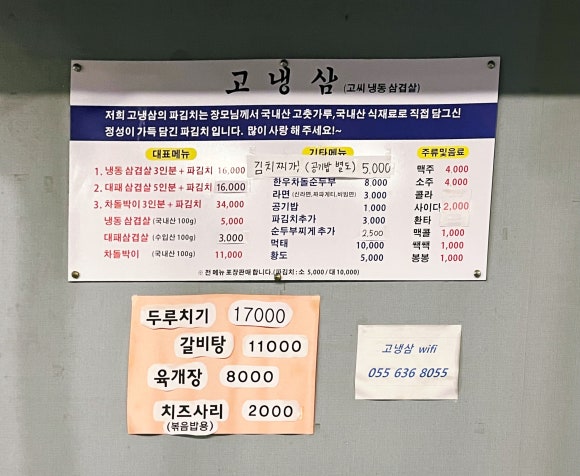 고 냉 삼 (고씨 냉동 삼겹살)
저희 고냉삼의 파김치는 장모님께서 국내산 고춧가루,국내산 식재료로 직접 담그신
정성이 가득 담긴 파김치 입니다. 많이 사랑 해 주세요!~
대표메뉴
1. 냉동 삼겹살 3인분 + 파김치 16,000
2. 대패 삼겹살 5인분 + 파김치 16,000
3. 차돌박이 3인분 + 파김치 34,000
냉동 삼겹살 (국내산 100g) 5,000
대패삼겹살 (수입산 100g) 3,000
차돌박이 (국내산 100g) 11,000
기타메뉴
김치찌개 (공기밥 별도) 5,000
한우차돌순두부 8,000
라면 (신라면,짜파게티,비빔면) 3,000
공기밥 1,000
파김치추가 3,000
순두부찌게 추가 2,500
먹태 10,000
황도 5,000
주류및음료
맥주 4,000
소주 4,000
콜라
사이다 2,000
환타
맥콜 1,000
쌕쌕 1,000
봉봉 1,000
※ 전 메뉴 포장판매 합니다. (파김치 : 소 5,000 / 대 10,000)
두루치기 17000
갈비탕 11000
육개장 8000
치즈사리 2000
(볶음밥용)
고냉삼 wifi
055 636 8055